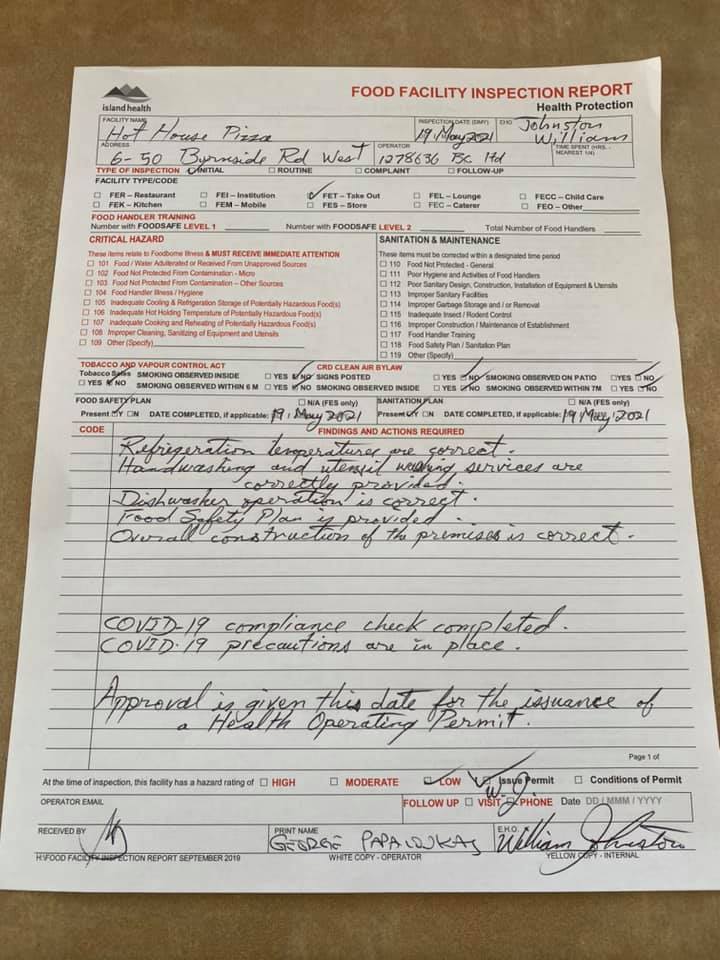 island health
FOOD FACILITY INSPECTION REPORT
Health Protection
FACILITY NAME Hot House Pizza INSPECTION DATE (DMY) 19 May 2021 EHO Johnston Williams
ADDRESS 6-50 Burnside Rd West OPERATOR 1278636 BC ltd TIME SPENT (HRS. - NEAREST 1/4)
TYPE OF INSPECTION ☑ INITIAL ☐ ROUTINE ☐ COMPLAINT ☐ FOLLOW-UP
FACILITY TYPE/CODE
☐ FER – Restaurant ☐ FEI – Institution ☑ FET – Take Out ☐ FEL – Lounge ☐ FECC – Child Care
☐ FEK – Kitchen ☐ FEM – Mobile ☐ FES – Store ☐ FEC – Caterer ☐ FEO – Other
FOOD HANDLER TRAINING
Number with FOODSAFE LEVEL 1 Number with FOODSAFE LEVEL 2 Total Number of Food Handlers
CRITICAL HAZARD
These items relate to Foodborne Illness & MUST RECEIVE IMMEDIATE ATTENTION
☐ 101 Food / Water Adulterated or Received From Unapproved Sources
☐ 102 Food Not Protected From Contamination - Micro
☐ 103 Food Not Protected From Contamination – Other Sources
☐ 104 Food Handler Illness / Hygiene
☐ 105 Inadequate Cooling & Refrigeration Storage of Potentially Hazardous Food(s)
☐ 106 Inadequate Hot Holding Temperature of Potentially Hazardous Food(s)
☐ 107 Inadequate Cooking and Reheating of Potentially Hazardous Food(s)
☐ 108 Improper Cleaning, Sanitizing of Equipment and Utensils
☐ 109 Other (Specify)
SANITATION & MAINTENANCE
These items must be corrected within a designated time period
☐ 110 Food Not Protected - General
☐ 111 Poor Hygiene and Activities of Food Handlers
☐ 112 Poor Sanitary Design, Construction, Installation of Equipment & Utensils
☐ 113 Improper Sanitary Facilities
☐ 114 Improper Garbage Storage and / or Removal
☐ 115 Inadequate Insect / Rodent Control
☐ 116 Improper Construction / Maintenance of Establishment
☐ 117 Food Handler Training
☐ 118 Food Safety Plan / Sanitation Plan
☐ 119 Other (Specify)
TOBACCO AND VAPOUR CONTROL ACT CRD CLEAN AIR BYLAW
Tobacco Sales SMOKING OBSERVED INSIDE ☐ YES ☑ NO SIGNS POSTED ☐ YES ☑ NO SMOKING OBSERVED ON PATIO ☐ YES ☑ NO
☐ YES ☑ NO SMOKING OBSERVED WITHIN 6 M ☐ YES ☑ NO SMOKING OBSERVED INSIDE ☐ YES ☑ NO SMOKING OBSERVED WITHIN 7M ☐ YES ☑ NO
FOOD SAFETY PLAN ☐ N/A (FES only) SANITATION PLAN ☐ N/A (FES only)
Present ☑Y ☐N DATE COMPLETED, if applicable: 19 May 2021 Present ☑Y ☐N DATE COMPLETED, if applicable: 19 May 2021
CODE FINDINGS AND ACTIONS REQUIRED
Refrigeration temperatures are correct.
Handwashing and utensil washing services are
correctly provided.
Dishwasher operation is correct.
Food Safety Plan is provided.
Overall construction of the premises is correct.
COVID-19 compliance check completed.
COVID-19 precautions are in place.
Approval is given this date for the issuance of
a Health Operating Permit
Page 1 of
At the time of inspection, this facility has a hazard rating of ☐ HIGH ☐ MODERATE ☑ LOW ☑ Issue Permit ☐ Conditions of Permit
W.J.
OPERATOR EMAIL FOLLOW UP ☐ VISIT ☐ PHONE Date DD / MMM / YYYY
RECEIVED BY PRINT NAME GEORGE PAPALOUKAS E.H.O. William Johnston
H:\FOOD FACILITY INSPECTION REPORT SEPTEMBER 2019 WHITE COPY - OPERATOR YELLOW COPY - INTERNAL